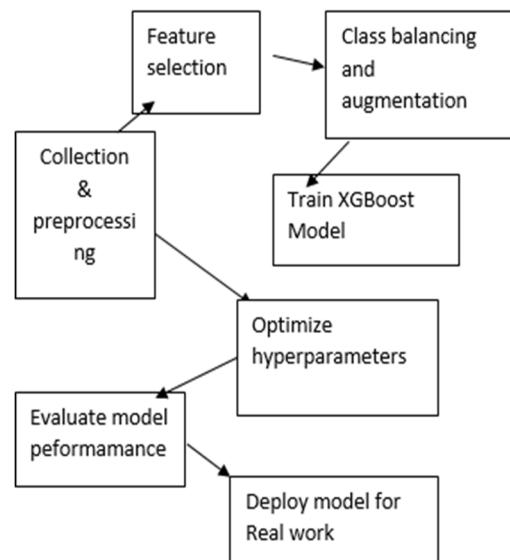 Feature
selection
Class balancing
and
augmentation
Collection
&
preprocessi
ng
Train XGBoost
Model
Optimize
hyperparameters
Evaluate model
peformamance
Deploy model for
Real work